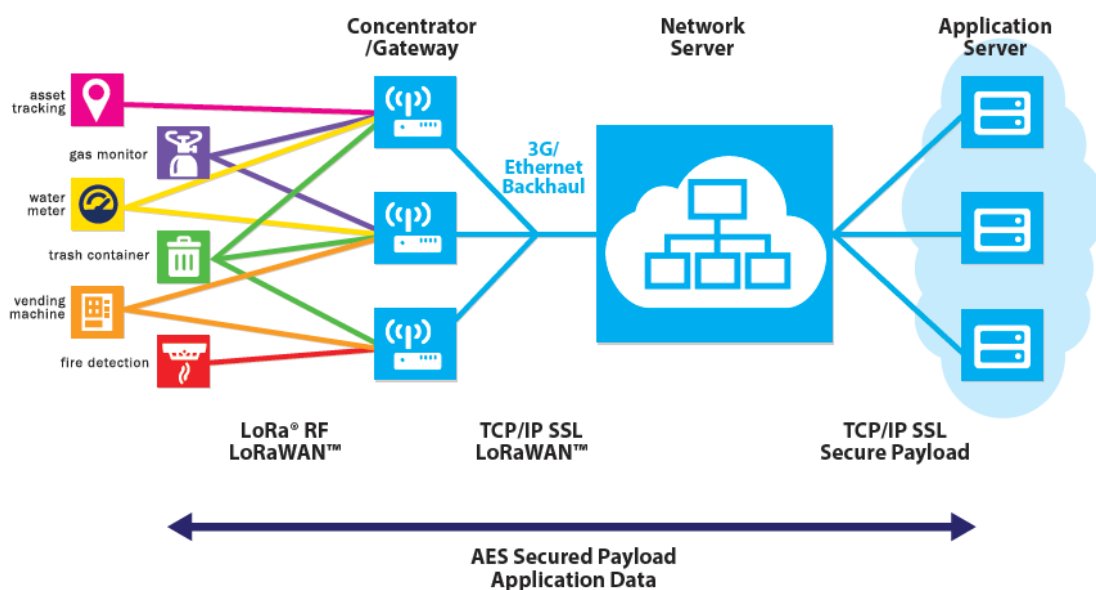 Concentrator
/Gateway
Network
Server
Application
Server
asset
tracking
gas monitor
water
meter
trash container
vending
machine
fire detection
3G/
Ethernet
Backhaul
LoRa® RF
LoRaWAN™
TCP/IP SSL
LoRaWAN™
TCP/IP SSL
Secure Payload
AES Secured Payload
Application Data